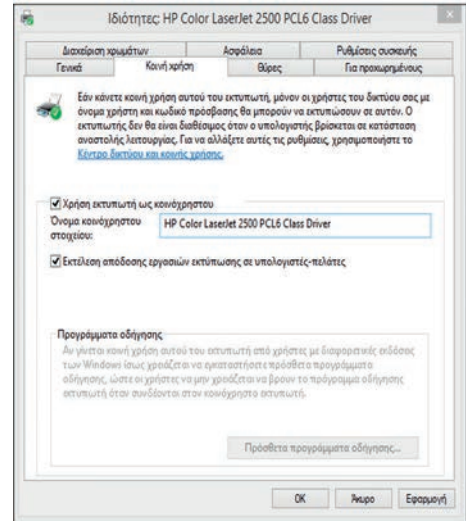 Ιδιότητες: HP Color LaserJet 2500 PCL6 Class Driver
Διαχείριση χρωμάτων Ασφάλεια Ρυθμίσεις συσκευής
Γενικά Κοινή χρήση Θύρες Για προχωρημένους
Εάν κάνετε κοινή χρήση αυτού του εκτυπωτή, μόνον οι χρήστες του δικτύου σας με
όνομα χρήστη και κωδικό πρόσβασης θα μπορούν να εκτυπώσουν σε αυτόν. Ο
εκτυπωτής δεν θα είναι διαθέσιμος όταν ο υπολογιστής βρίσκεται σε κατάσταση
αναστολής λειτουργίας. Για να αλλάξετε αυτές τις ρυθμίσεις, χρησιμοποιήστε το
Κέντρο δικτύου και κοινής χρήσης.
Χρήση εκτυπωτή ως κοινόχρηστου
Όνομα κοινόχρηστου
στοιχείου: HP Color LaserJet 2500 PCL6 Class Driver
Εκτέλεση απόδοσης εργασιών εκτύπωσης σε υπολογιστές-πελάτες
Προγράμματα οδήγησης
Αν γίνεται κοινή χρήση αυτού του εκτυπωτή από χρήστες με διαφορετικές εκδόσεις
των Windows ίσως χρειάζεται να εγκαταστήσετε πρόσθετα προγράμματα
οδήγησης, ώστε οι χρήστες να μην χρειάζεται να βρουν το πρόγραμμα οδήγησης
εκτυπωτή όταν συνδέονται στον κοινόχρηστο εκτυπωτή.
Πρόσθετα προγράμματα οδήγησης...
OK Άκυρο Εφαρμογή